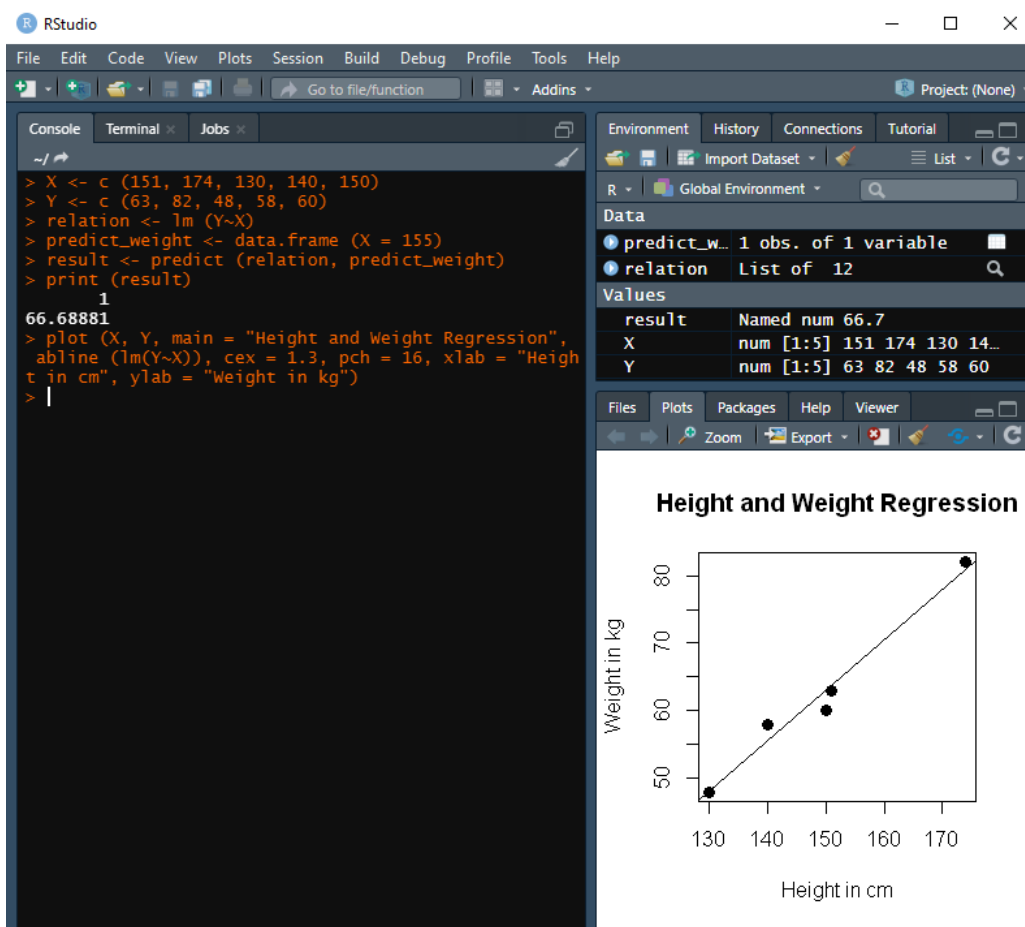 RStudio
File Edit Code View Plots Session Build Debug Profile Tools Help
Go to file/function
Addins
Project: (None)
Console Terminal Jobs
~/
> X <- c (151, 174, 130, 140, 150)
> Y <- c (63, 82, 48, 58, 60)
> relation <- lm (Y~X)
> predict_weight <- data.frame (X = 155)
> result <- predict (relation, predict_weight)
> print (result)
1
66.68881
> plot (X, Y, main = "Height and Weight Regression",
abline (lm(Y~X)), cex = 1.3, pch = 16, xlab = "Heigh
t in cm", ylab = "Weight in kg")
>
Environment History Connections Tutorial
Import Dataset List
R Global Environment
Data
predict_w… 1 obs. of 1 variable
relation List of 12
Values
result Named num 66.7
X num [1:5] 151 174 130 14…
Y num [1:5] 63 82 48 58 60
Files Plots Packages Help Viewer
Zoom Export
Height and Weight Regression
Weight in kg
80
70
60
50
130 140 150 160 170
Height in cm